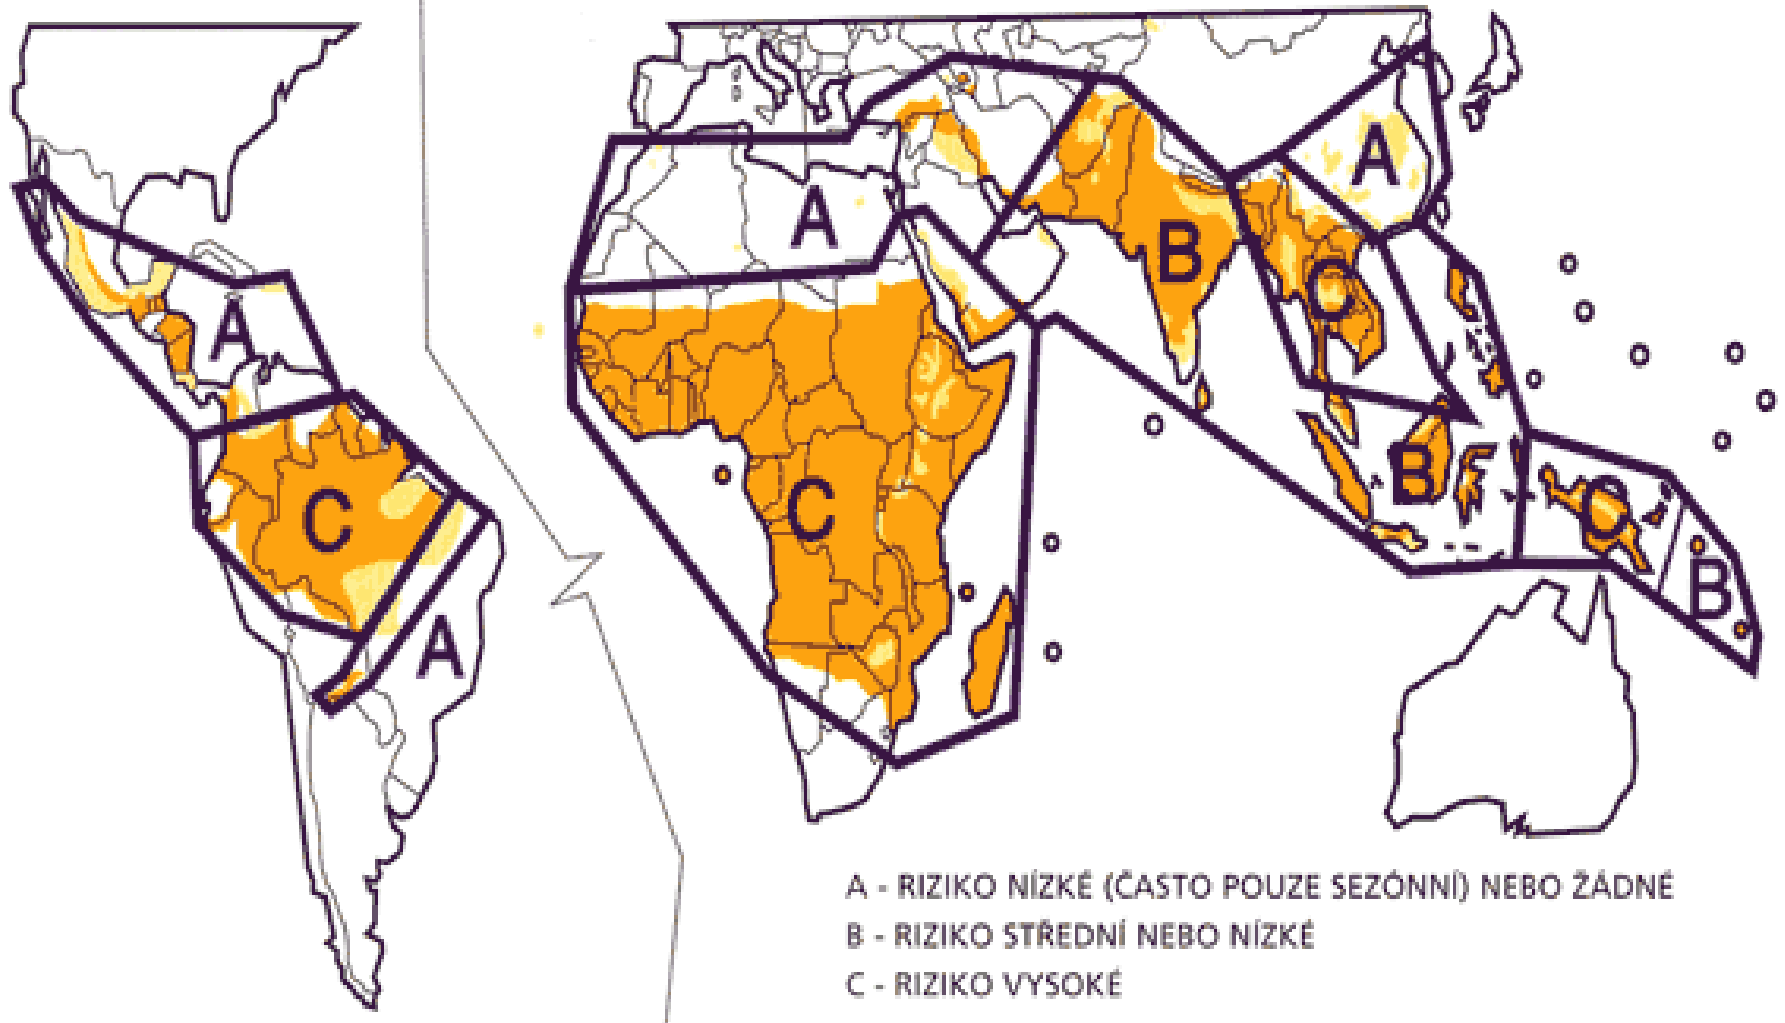 A
A
A
B
C
C
C
B
C
B
A
A - RIZIKO NÍZKÉ (ČASTO POUZE SEZÓNNÍ) NEBO ŽÁDNÉ
B - RIZIKO STŘEDNÍ NEBO NÍZKÉ
C - RIZIKO VYSOKÉ